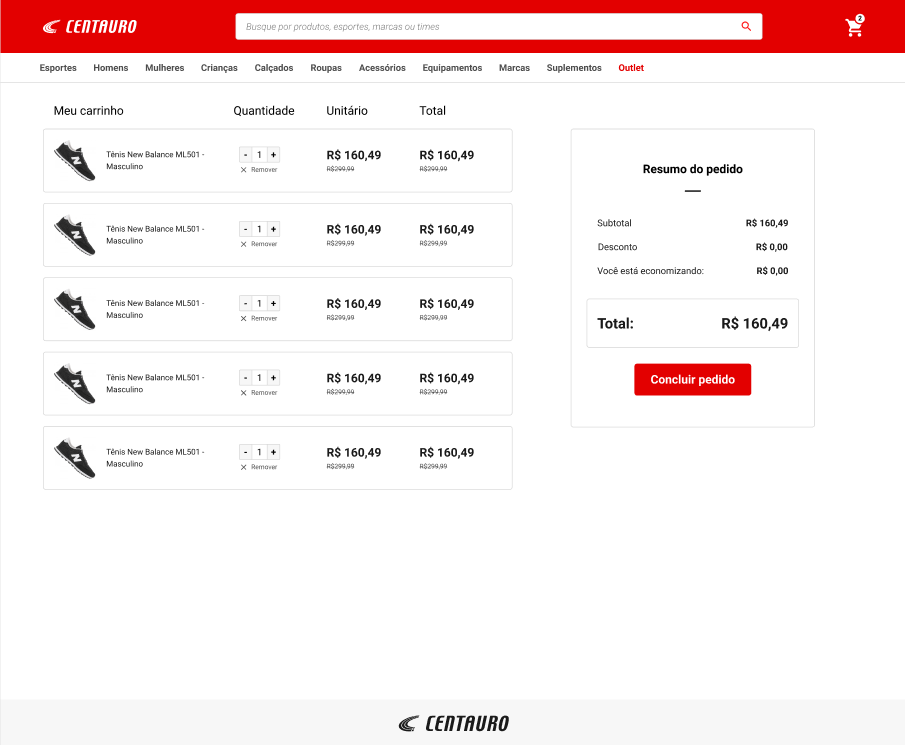 CENTAURO
Busque por produtos, esportes, marcas ou times
2
Esportes Homens Mulheres Crianças Calçados Roupas Acessórios Equipamentos Marcas Suplementos Outlet
Meu carrinho Quantidade Unitário Total
Tênis New Balance ML501 - - 1 + R$ 160,49 R$ 160,49
Masculino × Remover R$299,99 R$299,99
Tênis New Balance ML501 - - 1 + R$ 160,49 R$ 160,49
Masculino × Remover R$299,99 R$299,99
Tênis New Balance ML501 - - 1 + R$ 160,49 R$ 160,49
Masculino × Remover R$299,99 R$299,99
Tênis New Balance ML501 - - 1 + R$ 160,49 R$ 160,49
Masculino × Remover R$299,99 R$299,99
Tênis New Balance ML501 - - 1 + R$ 160,49 R$ 160,49
Masculino × Remover R$299,99 R$299,99
Resumo do pedido
Subtotal R$ 160,49
Desconto R$ 0,00
Você está economizando: R$ 0,00
Total: R$ 160,49
Concluir pedido
CENTAURO